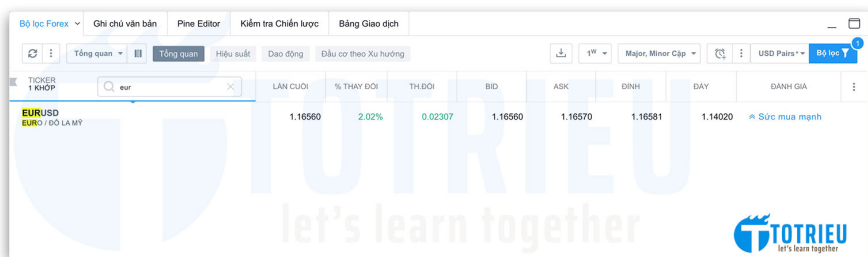 Bộ lọc Forex Ghi chú văn bản Pine Editor Kiểm tra Chiến lược Bảng Giao dịch
Tổng quan Tổng quan Hiệu suất Dao động Đầu cơ theo Xu hướng 1W Major, Minor Cặp USD Pairs Bộ lọc 1
TICKER
1 KHỚP eur LẦN CUỐI % THAY ĐỔI TH.ĐỔI BID ASK ĐỈNH ĐÁY ĐÁNH GIÁ
EURUSD
EURO / ĐÔ LA MỸ 1.16560 2.02% 0.02307 1.16560 1.16570 1.16581 1.14020 Sức mua mạnh
TOTRIEU
let's learn together
TOTRIEU
let's learn together